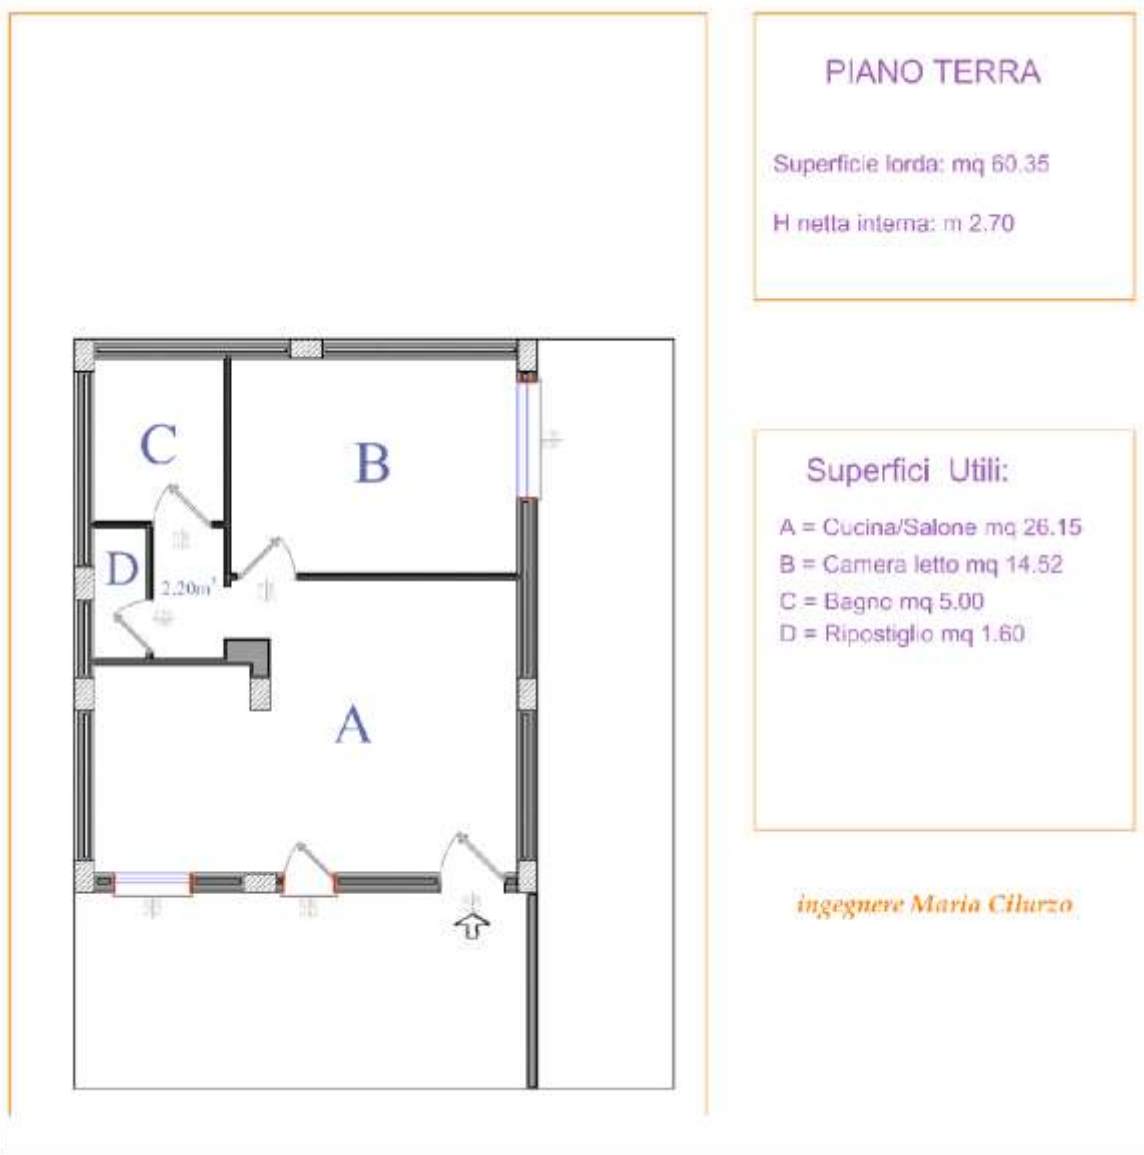 PIANO TERRA
Superficie lorda: mq 60.35
H netta interna: m 2.70
C
B
D
2.20m²
A
Superfici Utili:
A = Cucina/Salone mq 26.15
B = Camera letto mq 14.52
C = Bagno mq 5.00
D = Ripostiglio mq 1.60
ingegnere Maria Cilurzo